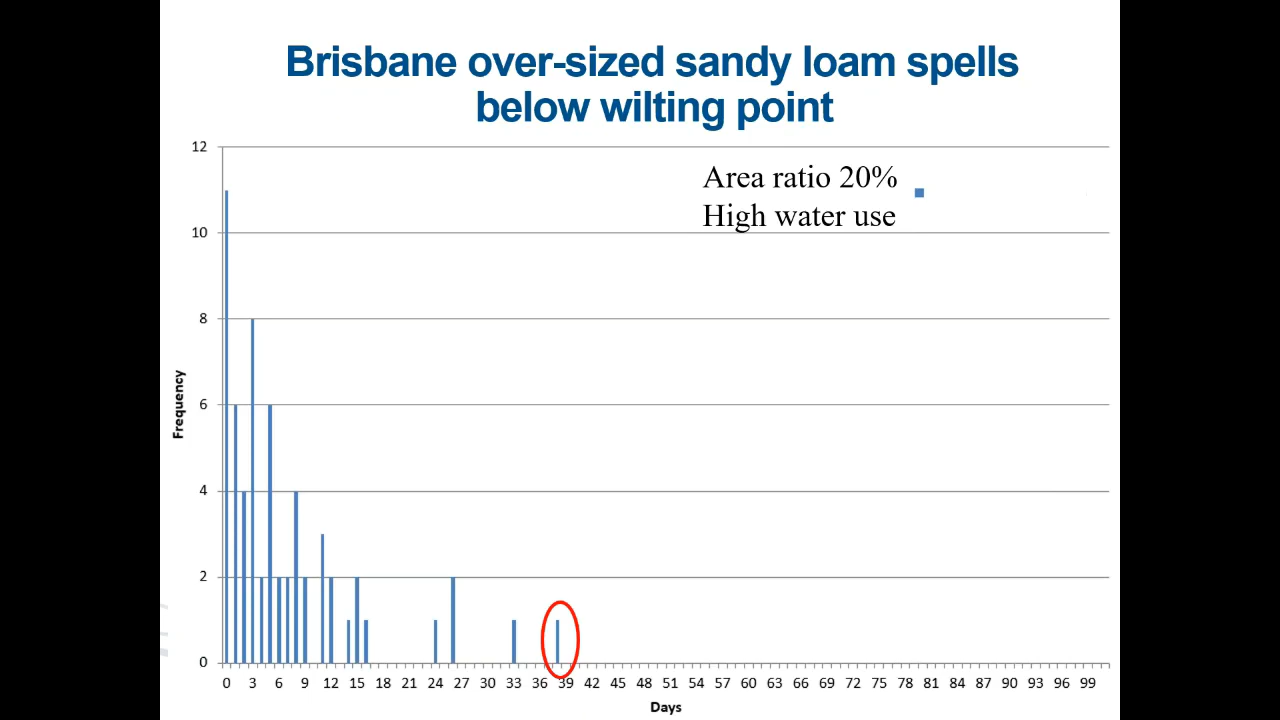 Brisbane over-sized sandy loam spells
below wilting point
12
Area ratio 20%
High water use
10
8
6
4
2
0
Frequency
0 3 6 9 12 15 18 21 24 27 30 33 36 39 42 45 48 51 54 57 60 63 66 69 72 75 78 81 84 87 90 93 96 99
Days